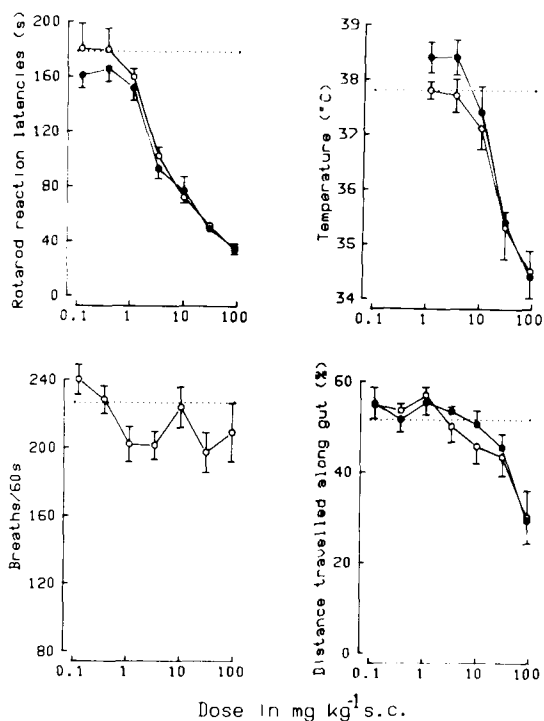 Rotarod reaction latencies (s)
200
160
120
80
40
0
0.1 1 10 100
Temperature (°C)
39
38
37
36
35
34
0.1 1 10 100
Breaths/60s
240
200
160
120
80
0.1 1 10 100
Distance travelled along gut (%)
60
40
20
0
0.1 1 10 100
Dose in mg kg⁻¹ s.c.